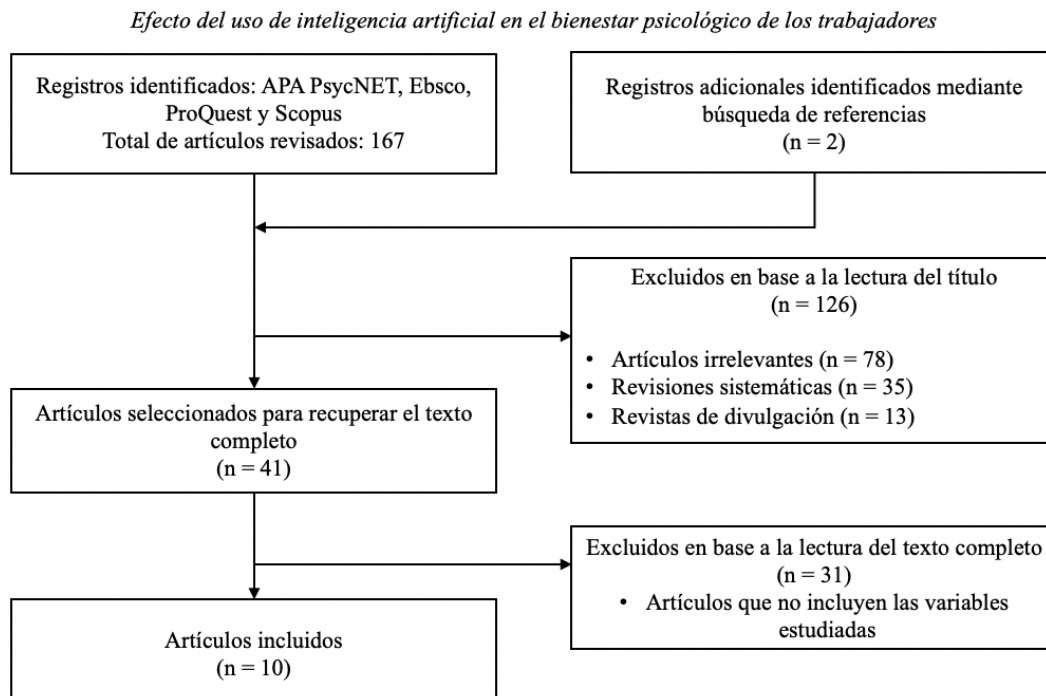 Efecto del uso de inteligencia artificial en el bienestar psicológico de los trabajadores
Registros identificados: APA PsycNET, Ebsco,
ProQuest y Scopus
Total de artículos revisados: 167
Registros adicionales identificados mediante
búsqueda de referencias
(n = 2)
Excluidos en base a la lectura del título
(n = 126)
• Artículos irrelevantes (n = 78)
• Revisiones sistemáticas (n = 35)
• Revistas de divulgación (n = 13)
Artículos seleccionados para recuperar el texto
completo
(n = 41)
Excluidos en base a la lectura del texto completo
(n = 31)
• Artículos que no incluyen las variables
estudiadas
Artículos incluidos
(n = 10)